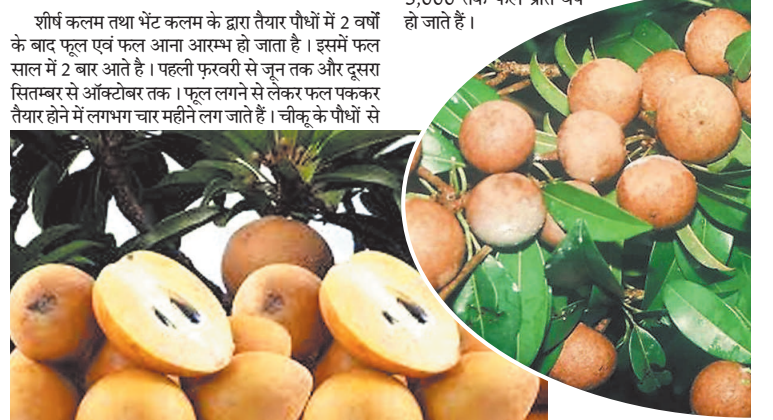 शीर्ष कलम तथा भेंट कलम के द्वारा तैयार पौधों में 2 वर्षों
के बाद फूल एवं फल आना आरम्भ हो जाता है । इसमें फल
साल में 2 बार आते है । पहली फ़रवरी से जून तक और दूसरा
सितम्बर से ऑक्टोबर तक । फूल लगने से लेकर फल पककर
तैयार होने में लगभग चार महीने लग जाते हैं । चीकू के पौधों से
हो जाते हैं ।